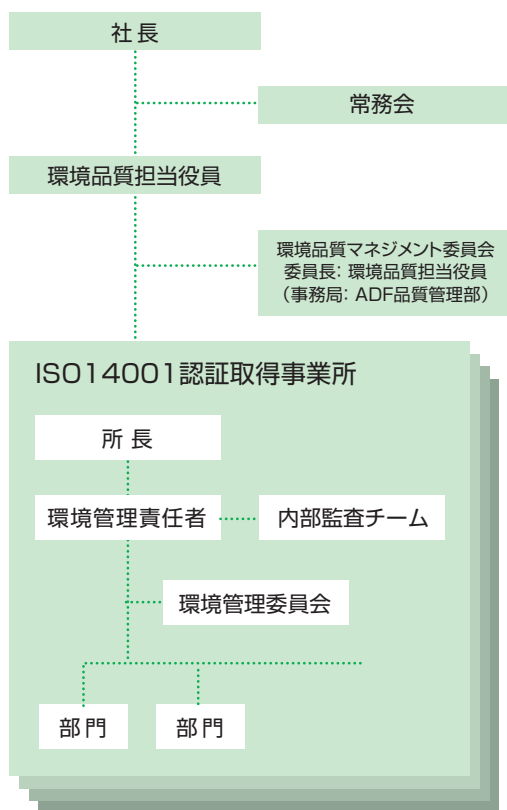 社長
常務会
環境品質担当役員
環境品質マネジメント委員会
委員長: 環境品質担当役員
（事務局: ADF品質管理部）
ISO14001認証取得事業所
所長
環境管理責任者
内部監査チーム
環境管理委員会
部門
部門